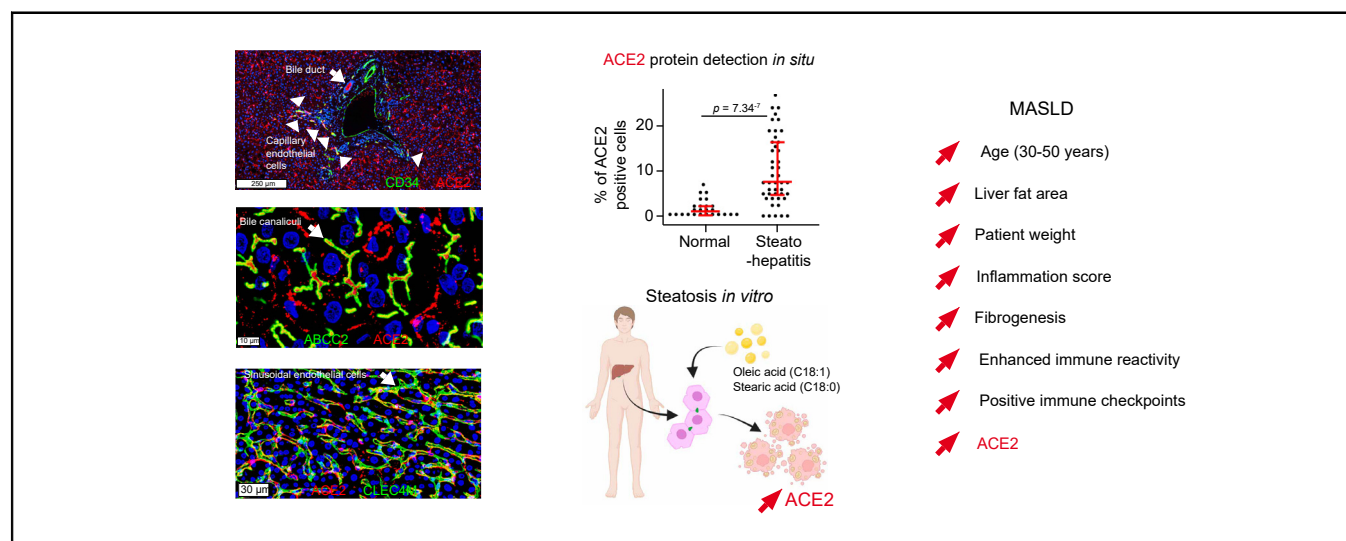 Bile duct
Capillary
endothelial
cells
250 µm
CD34 ACE2
Bile canaliculi
10 µm
ABCC2 ACE2
Sinusoidal endothelial cells
30 µm
ACE2 CLEC4M
ACE2 protein detection in situ
p = 7.34⁻⁷
% of ACE2
positive cells
20
10
0
Normal
Steato
-hepatitis
Steatosis in vitro
Oleic acid (C18:1)
Stearic acid (C18:0)
ACE2
MASLD
Age (30-50 years)
Liver fat area
Patient weight
Inflammation score
Fibrogenesis
Enhanced immune reactivity
Positive immune checkpoints
ACE2